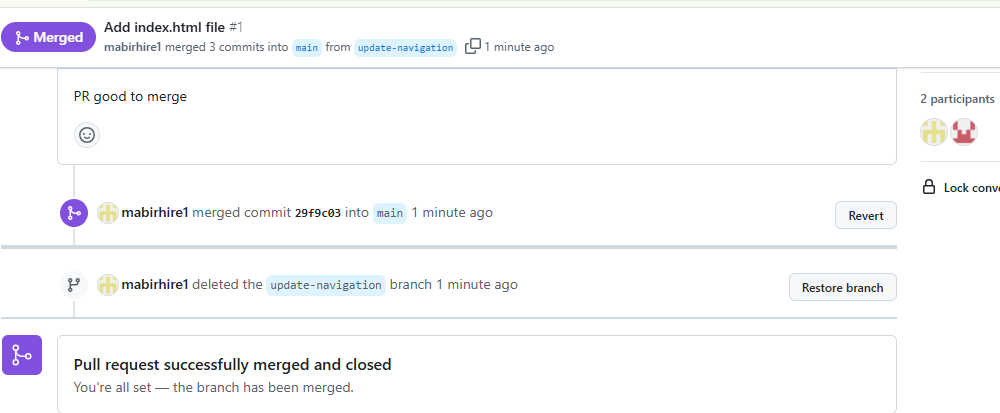 Merged
Add index.html file #1
mabirhire1 merged 3 commits into main from update-navigation 1 minute ago
PR good to merge
2 participants
Lock conv
mabirhire1 merged commit 29f9c03 into main 1 minute ago
Revert
mabirhire1 deleted the update-navigation branch 1 minute ago
Restore branch
Pull request successfully merged and closed
You're all set — the branch has been merged.